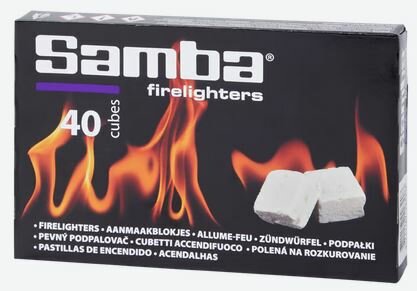 Samba®
firelighters
40 cubes
• FIRELIGHTERS • AANMAAKBLOKJES • ALLUME-FEU • ZÜNDWÜRFEL • PODPAŁKI
• PEVNÝ PODPALOVAČ • CUBETTI ACCENDIFUOCO • POLENÁ NA ROZKUROVANIE
• PASTILLAS DE ENCENDIDO • ACENDALHAS